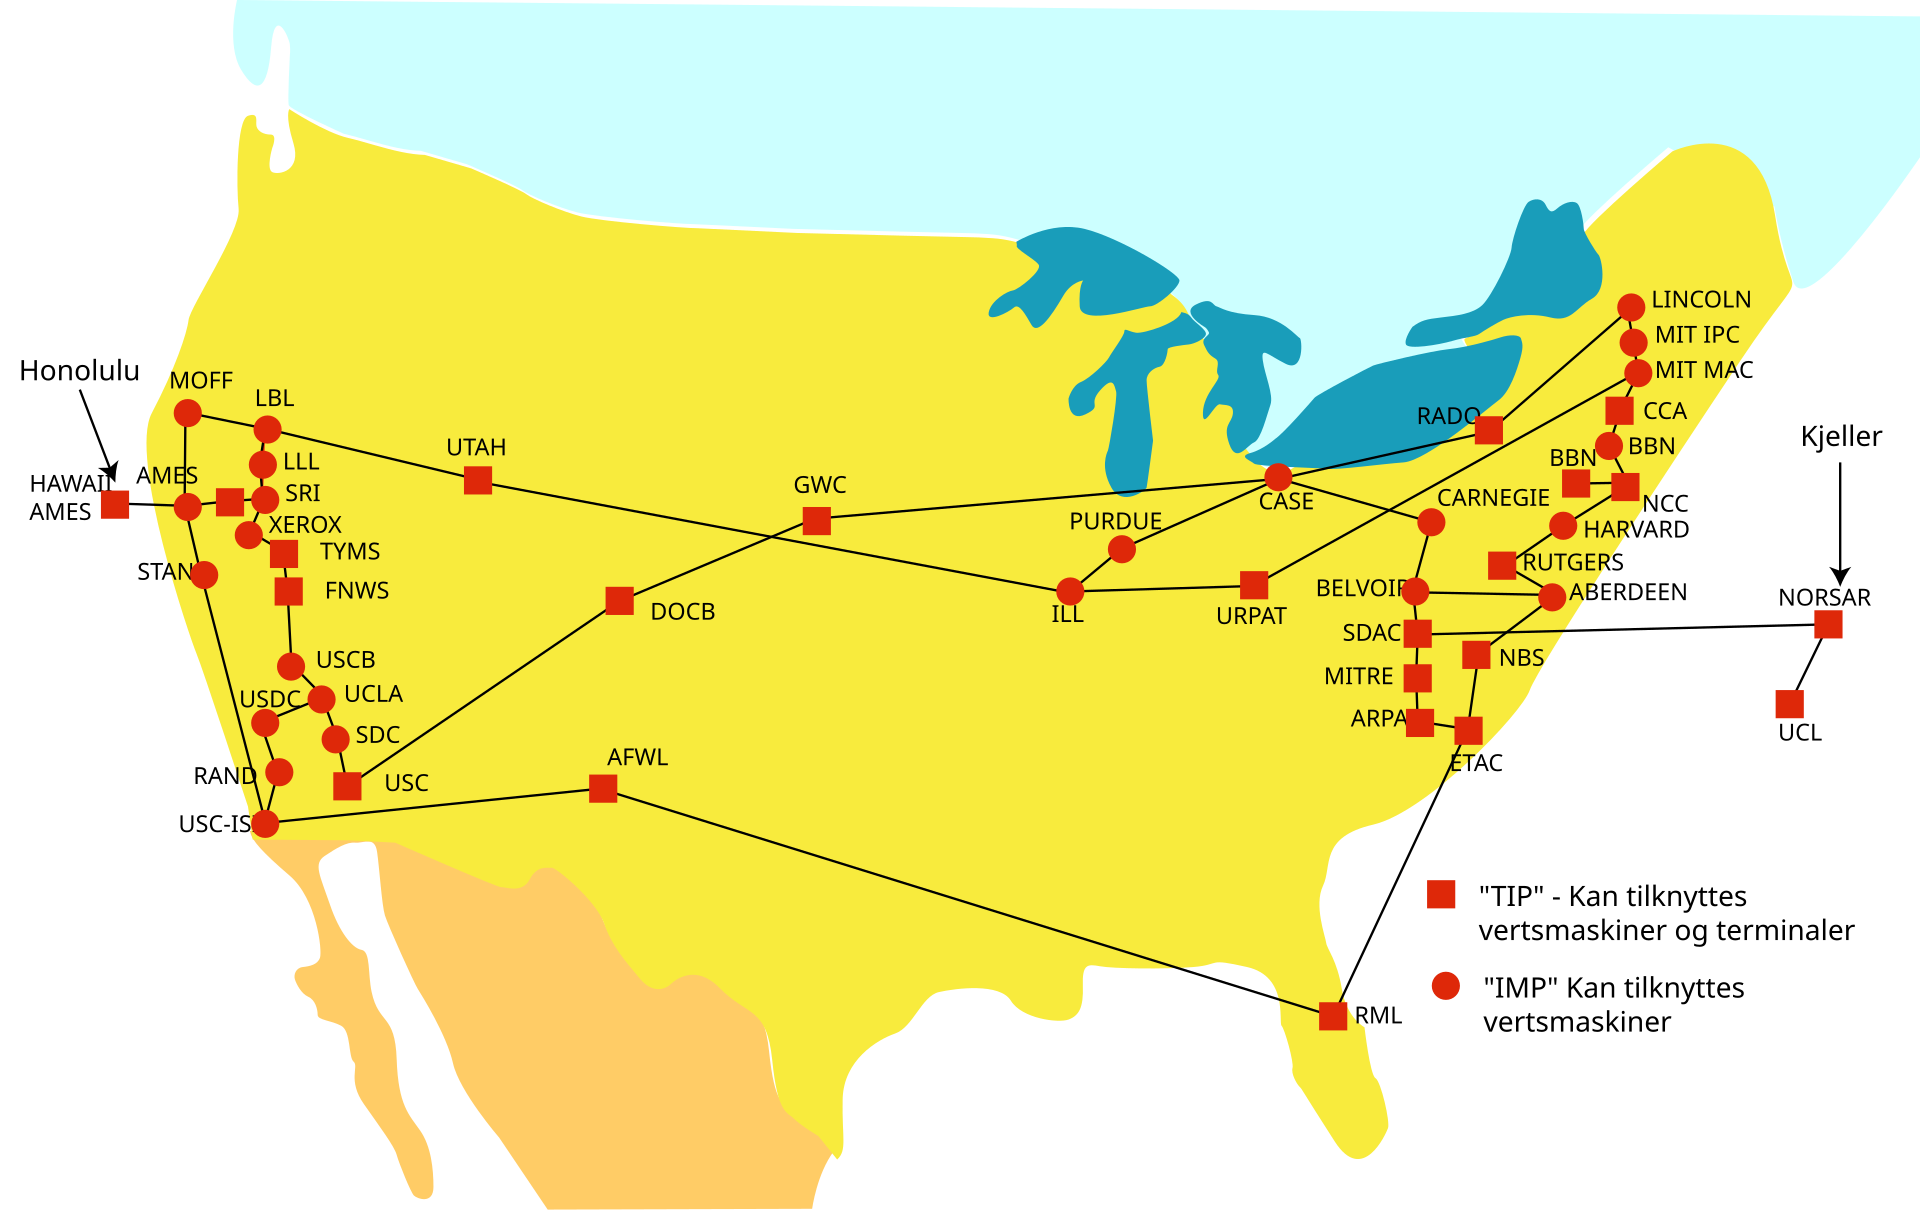 Honolulu
MOFF
LBL
HAWAII
AMES
AMES
LLL
SRI
XEROX
TYMS
STAN
FNWS
USCB
USDC
UCLA
SDC
RAND
USC
USC-IS
UTAH
GWC
DOCB
AFWL
PURDUE
ILL
URPAT
CASE
RADO
LINCOLN
MIT IPC
MIT MAC
CCA
BBN
BBN
NCC
CARNEGIE
HARVARD
RUTGERS
BELVOIR
ABERDEEN
SDAC
NBS
MITRE
ARPA
ETAC
RML
Kjeller
NORSAR
UCL
"TIP" - Kan tilknyttes
vertsmaskiner og terminaler
"IMP" Kan tilknyttes
vertsmaskiner